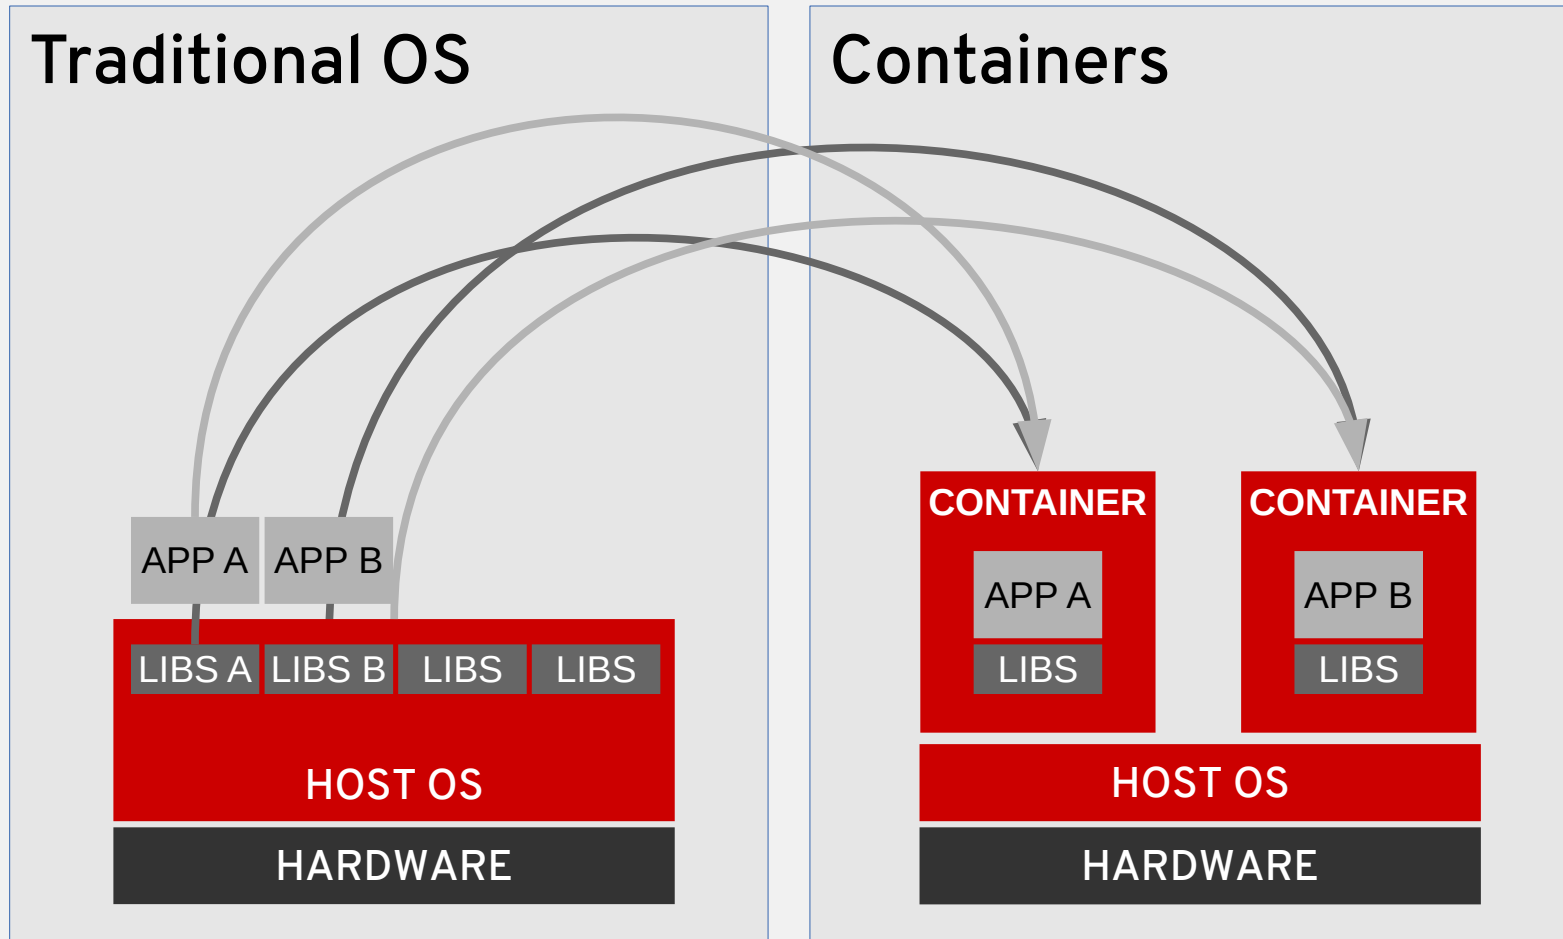 Traditional OS
APP A
APP B
LIBS A
LIBS B
LIBS
LIBS
HOST OS
HARDWARE
Containers
CONTAINER
APP A
LIBS
CONTAINER
APP B
LIBS
HOST OS
HARDWARE